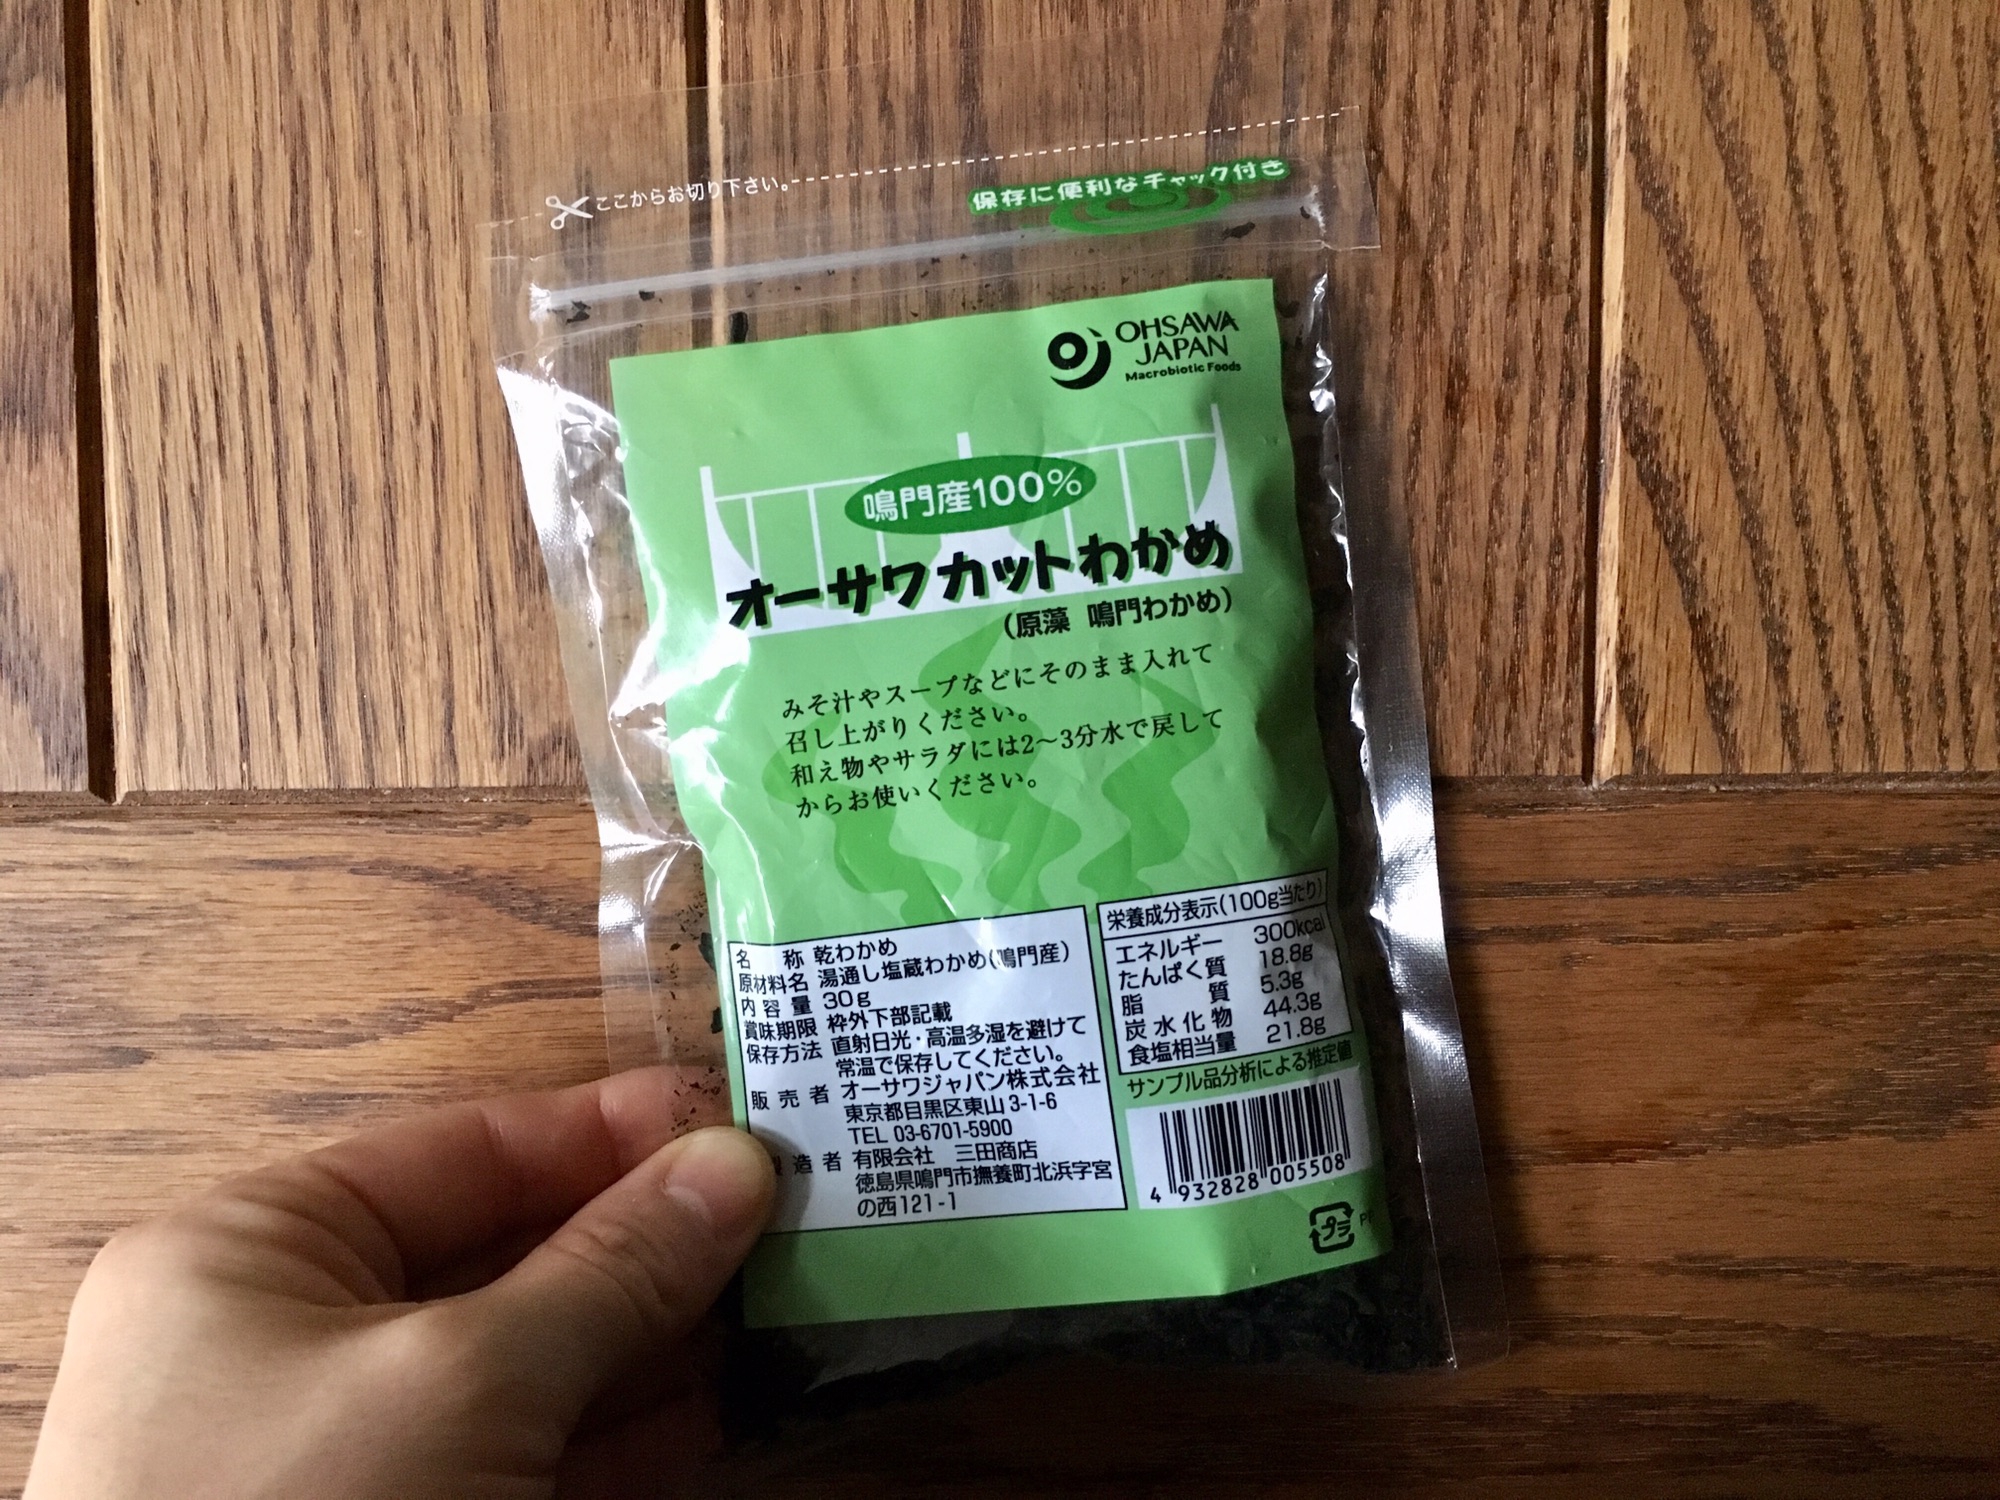 ここからお切り下さい。
保存に便利なチャック付き
OHSAWA
JAPAN
Macrobiotic Foods
鳴門産100%
オーサワカットわかめ
(原藻 鳴門わかめ)
みそ汁やスープなどにそのまま入れて
召し上がりください。
和え物やサラダには2〜3分水で戻して
からお使いください。
名称 乾わかめ
原材料名 湯通し塩蔵わかめ(鳴門産)
内容量 30g
賞味期限 枠外下部記載
保存方法 直射日光・高温多湿を避けて
常温で保存してください。
販売者 オーサワジャパン株式会社
東京都目黒区東山3-1-6
TEL 03-6701-5900
製造者 有限会社 三田商店
徳島県鳴門市撫養町北浜字宮
の西121-1
栄養成分表示(100g当たり)
エネルギー 300kcal
たんぱく質 18.8g
脂質 5.3g
炭水化物 44.3g
食塩相当量 21.8g
サンプル品分析による推定値
4 932828 005508
プラ